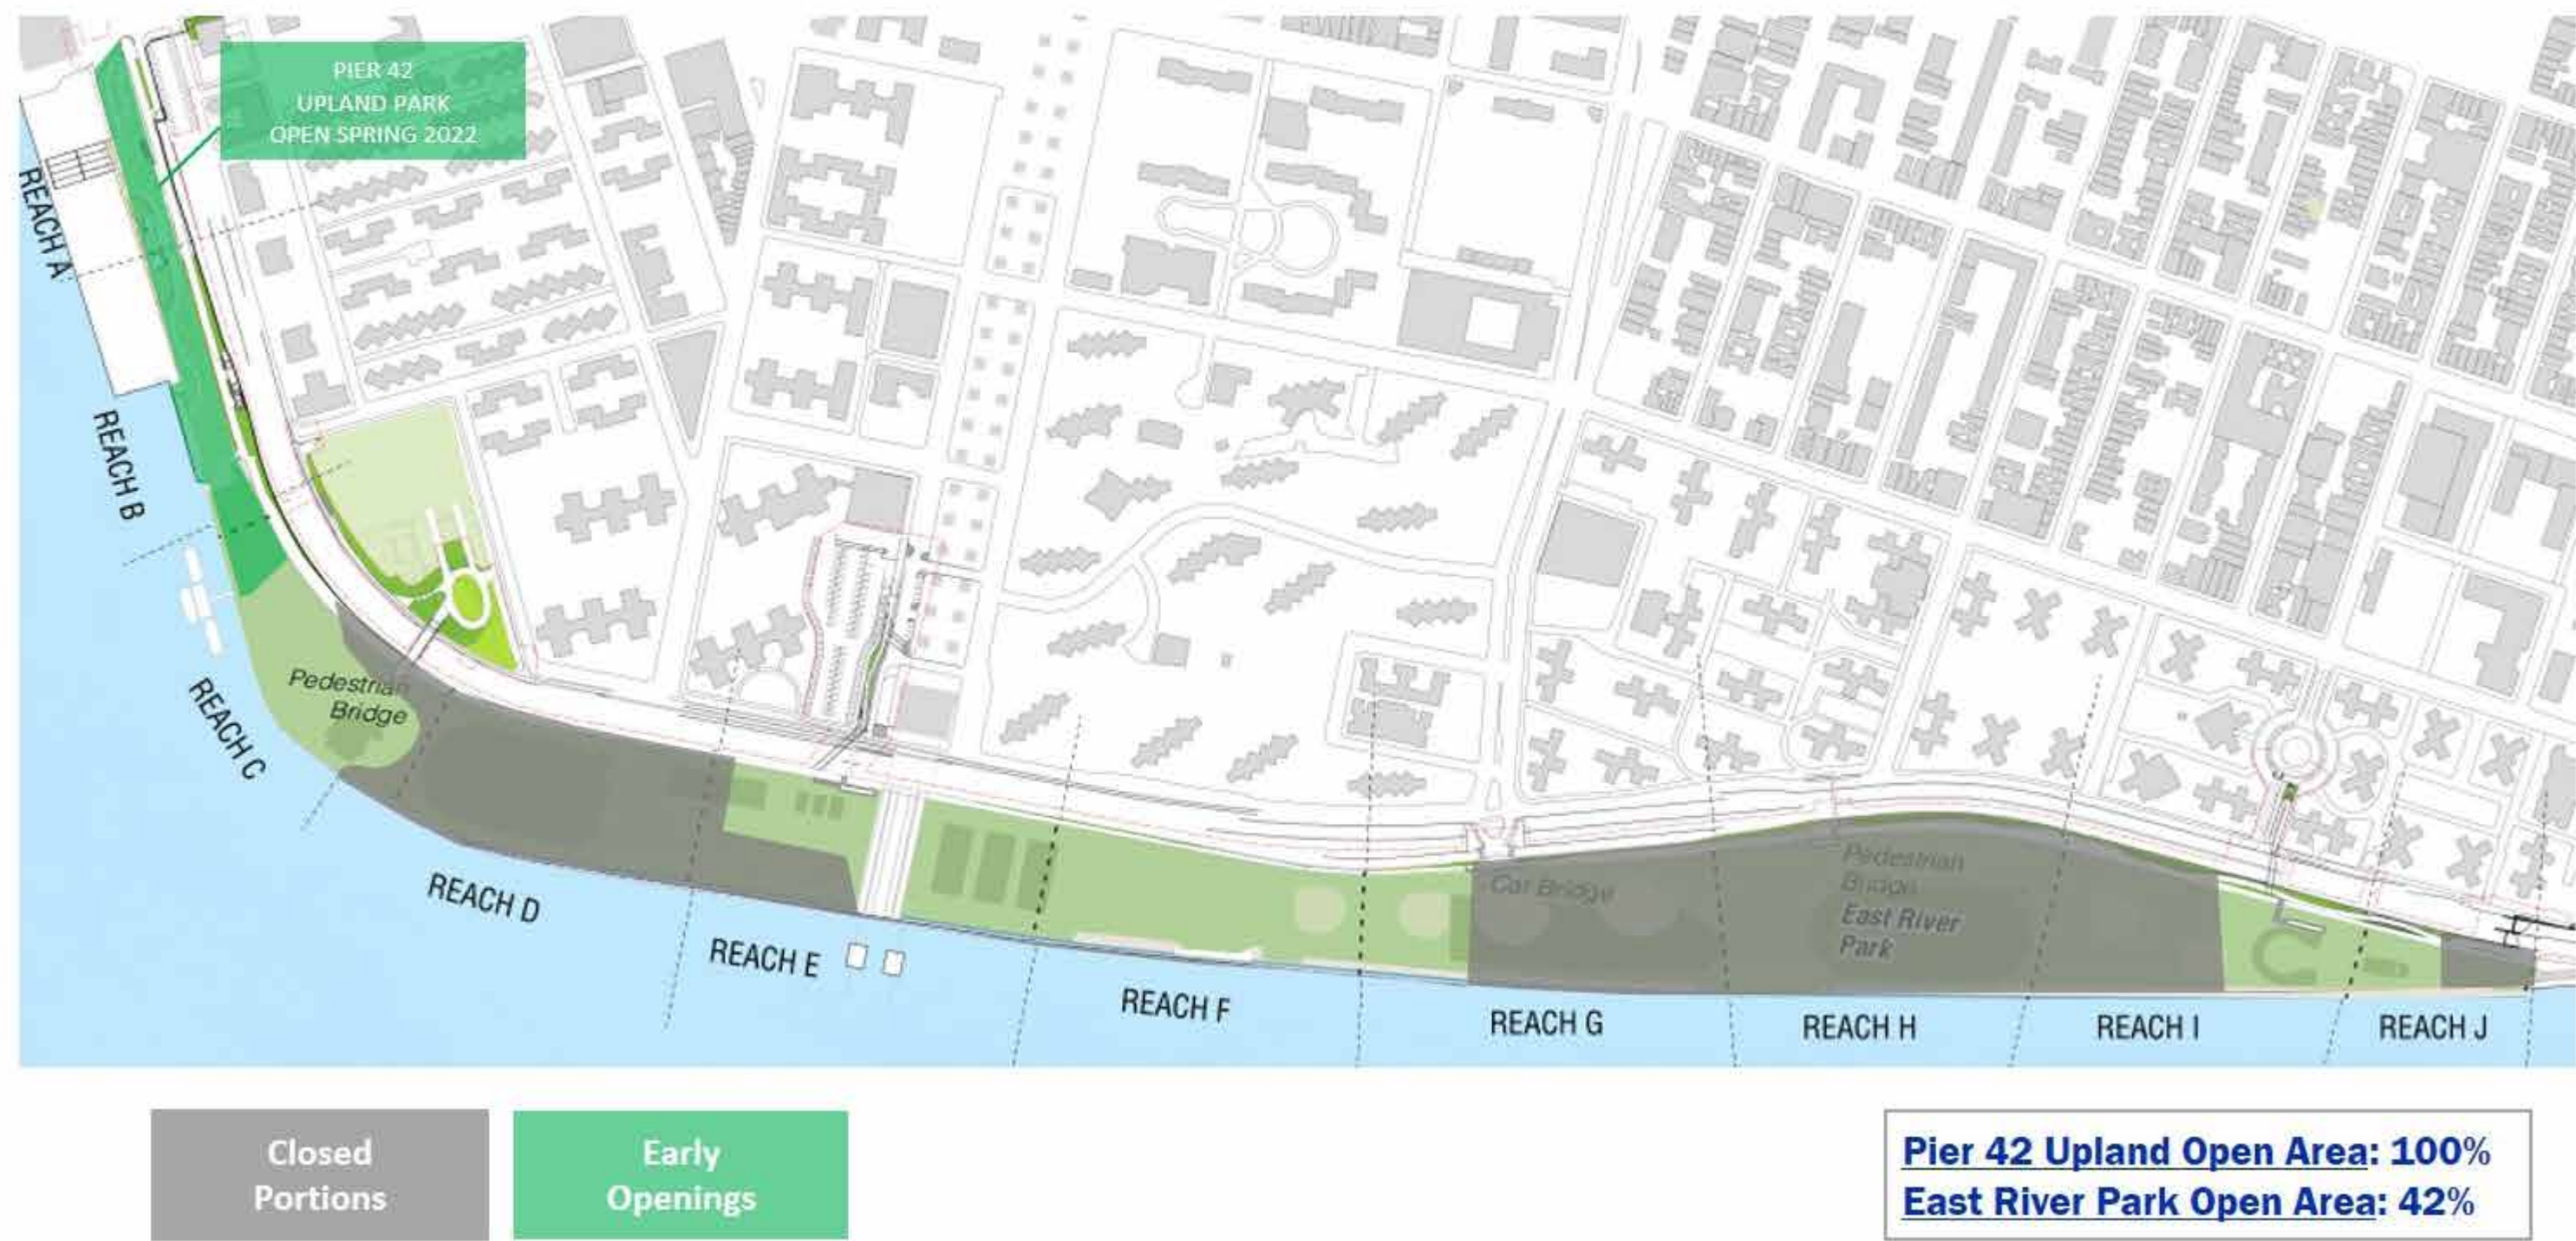 PIER 42
UPLAND PARK
OPEN SPRING 2022
REACH A
REACH B
REACH C
Pedestrian
Bridge
REACH D
REACH E
REACH F
Car Bridge
REACH G
Pedestrian
Bridge
East River
Park
REACH H
REACH I
REACH J
Closed
Portions
Early
Openings
Pier 42 Upland Open Area: 100%
East River Park Open Area: 42%